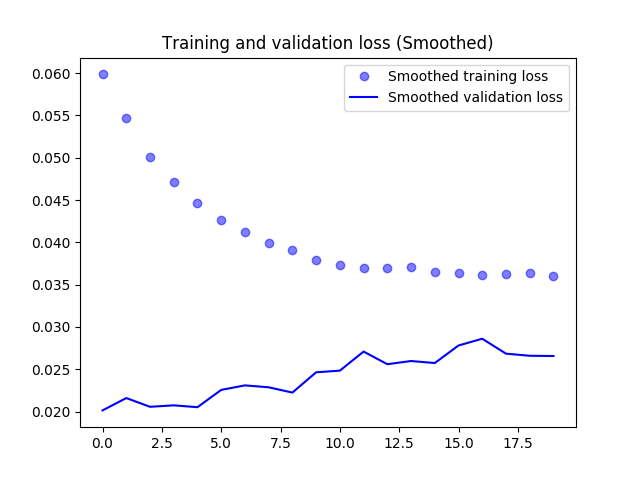 Training and validation loss (Smoothed)
Smoothed training loss
Smoothed validation loss
0.060
0.055
0.050
0.045
0.040
0.035
0.030
0.025
0.020
0.0 2.5 5.0 7.5 10.0 12.5 15.0 17.5